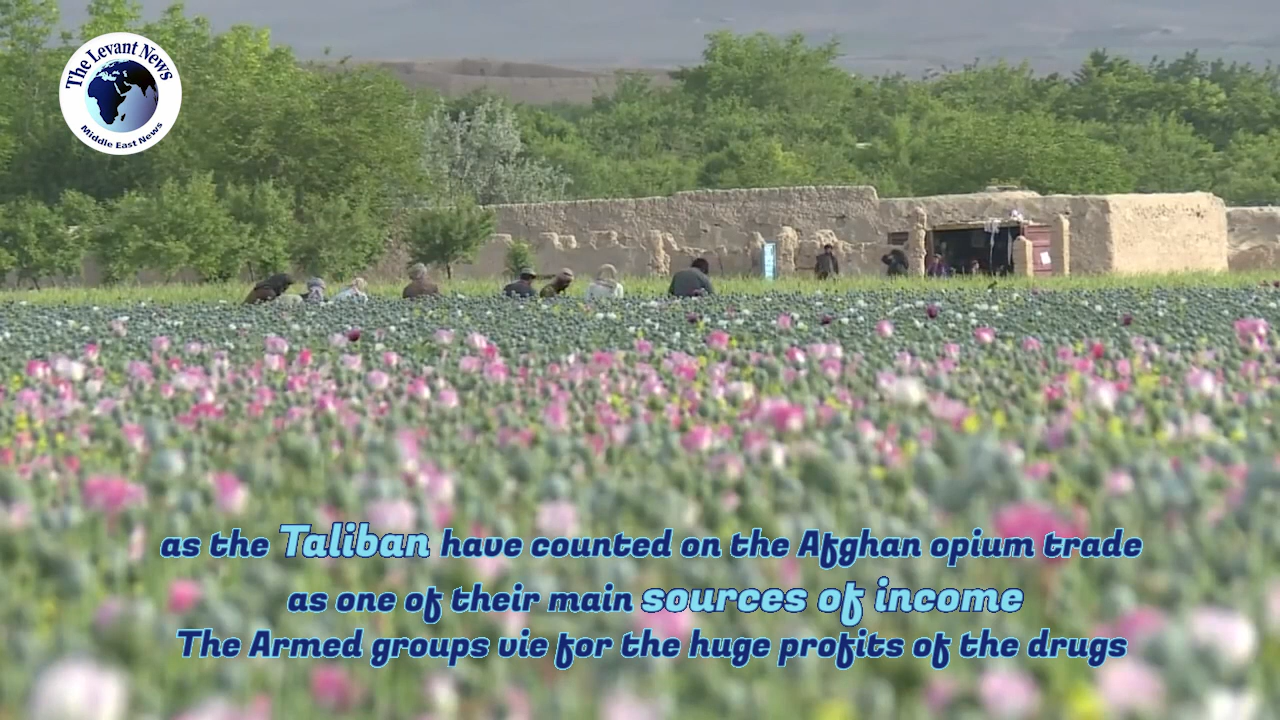 The Levant News
Middle East News
as the Taliban have counted on the Afghan opium trade
as one of their main sources of income
The Armed groups vie for the huge profits of the drugs